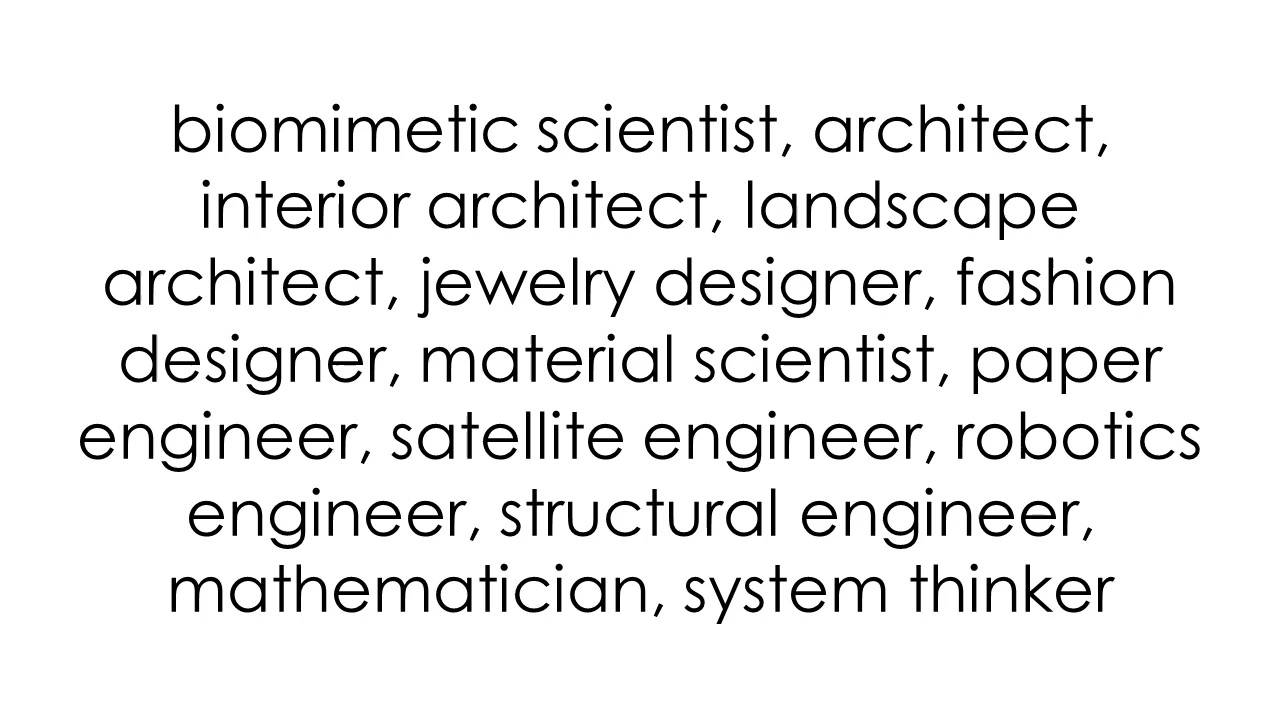 biomimetic scientist, architect,
interior architect, landscape
architect, jewelry designer, fashion
designer, material scientist, paper
engineer, satellite engineer, robotics
engineer, structural engineer,
mathematician, system thinker